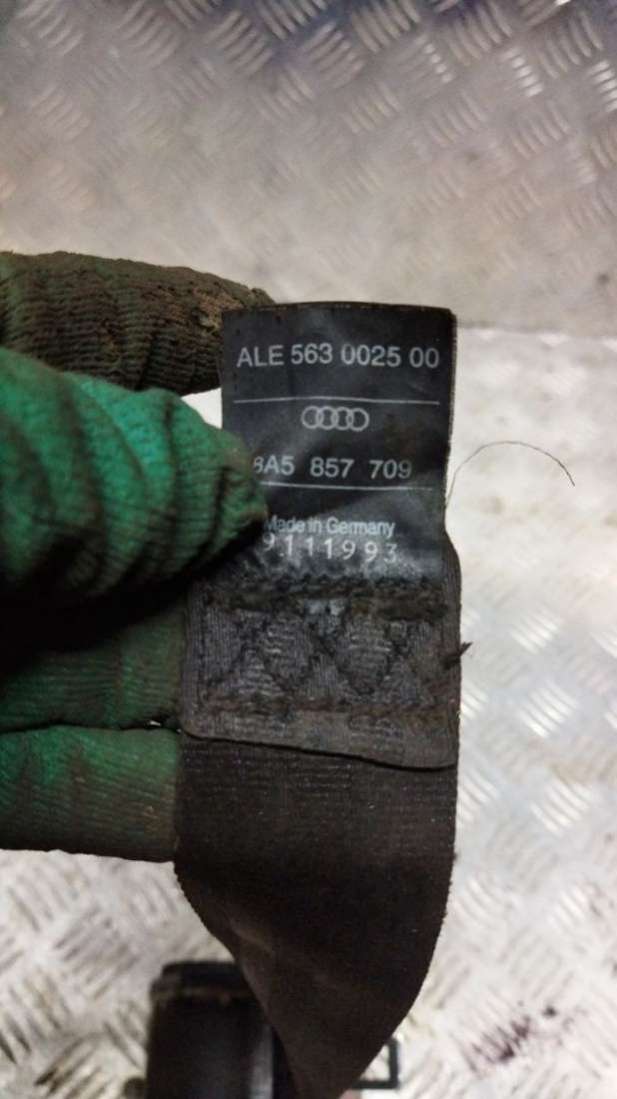 ALE 563 0025 00
8A5 857 709
Made in Germany
9111993